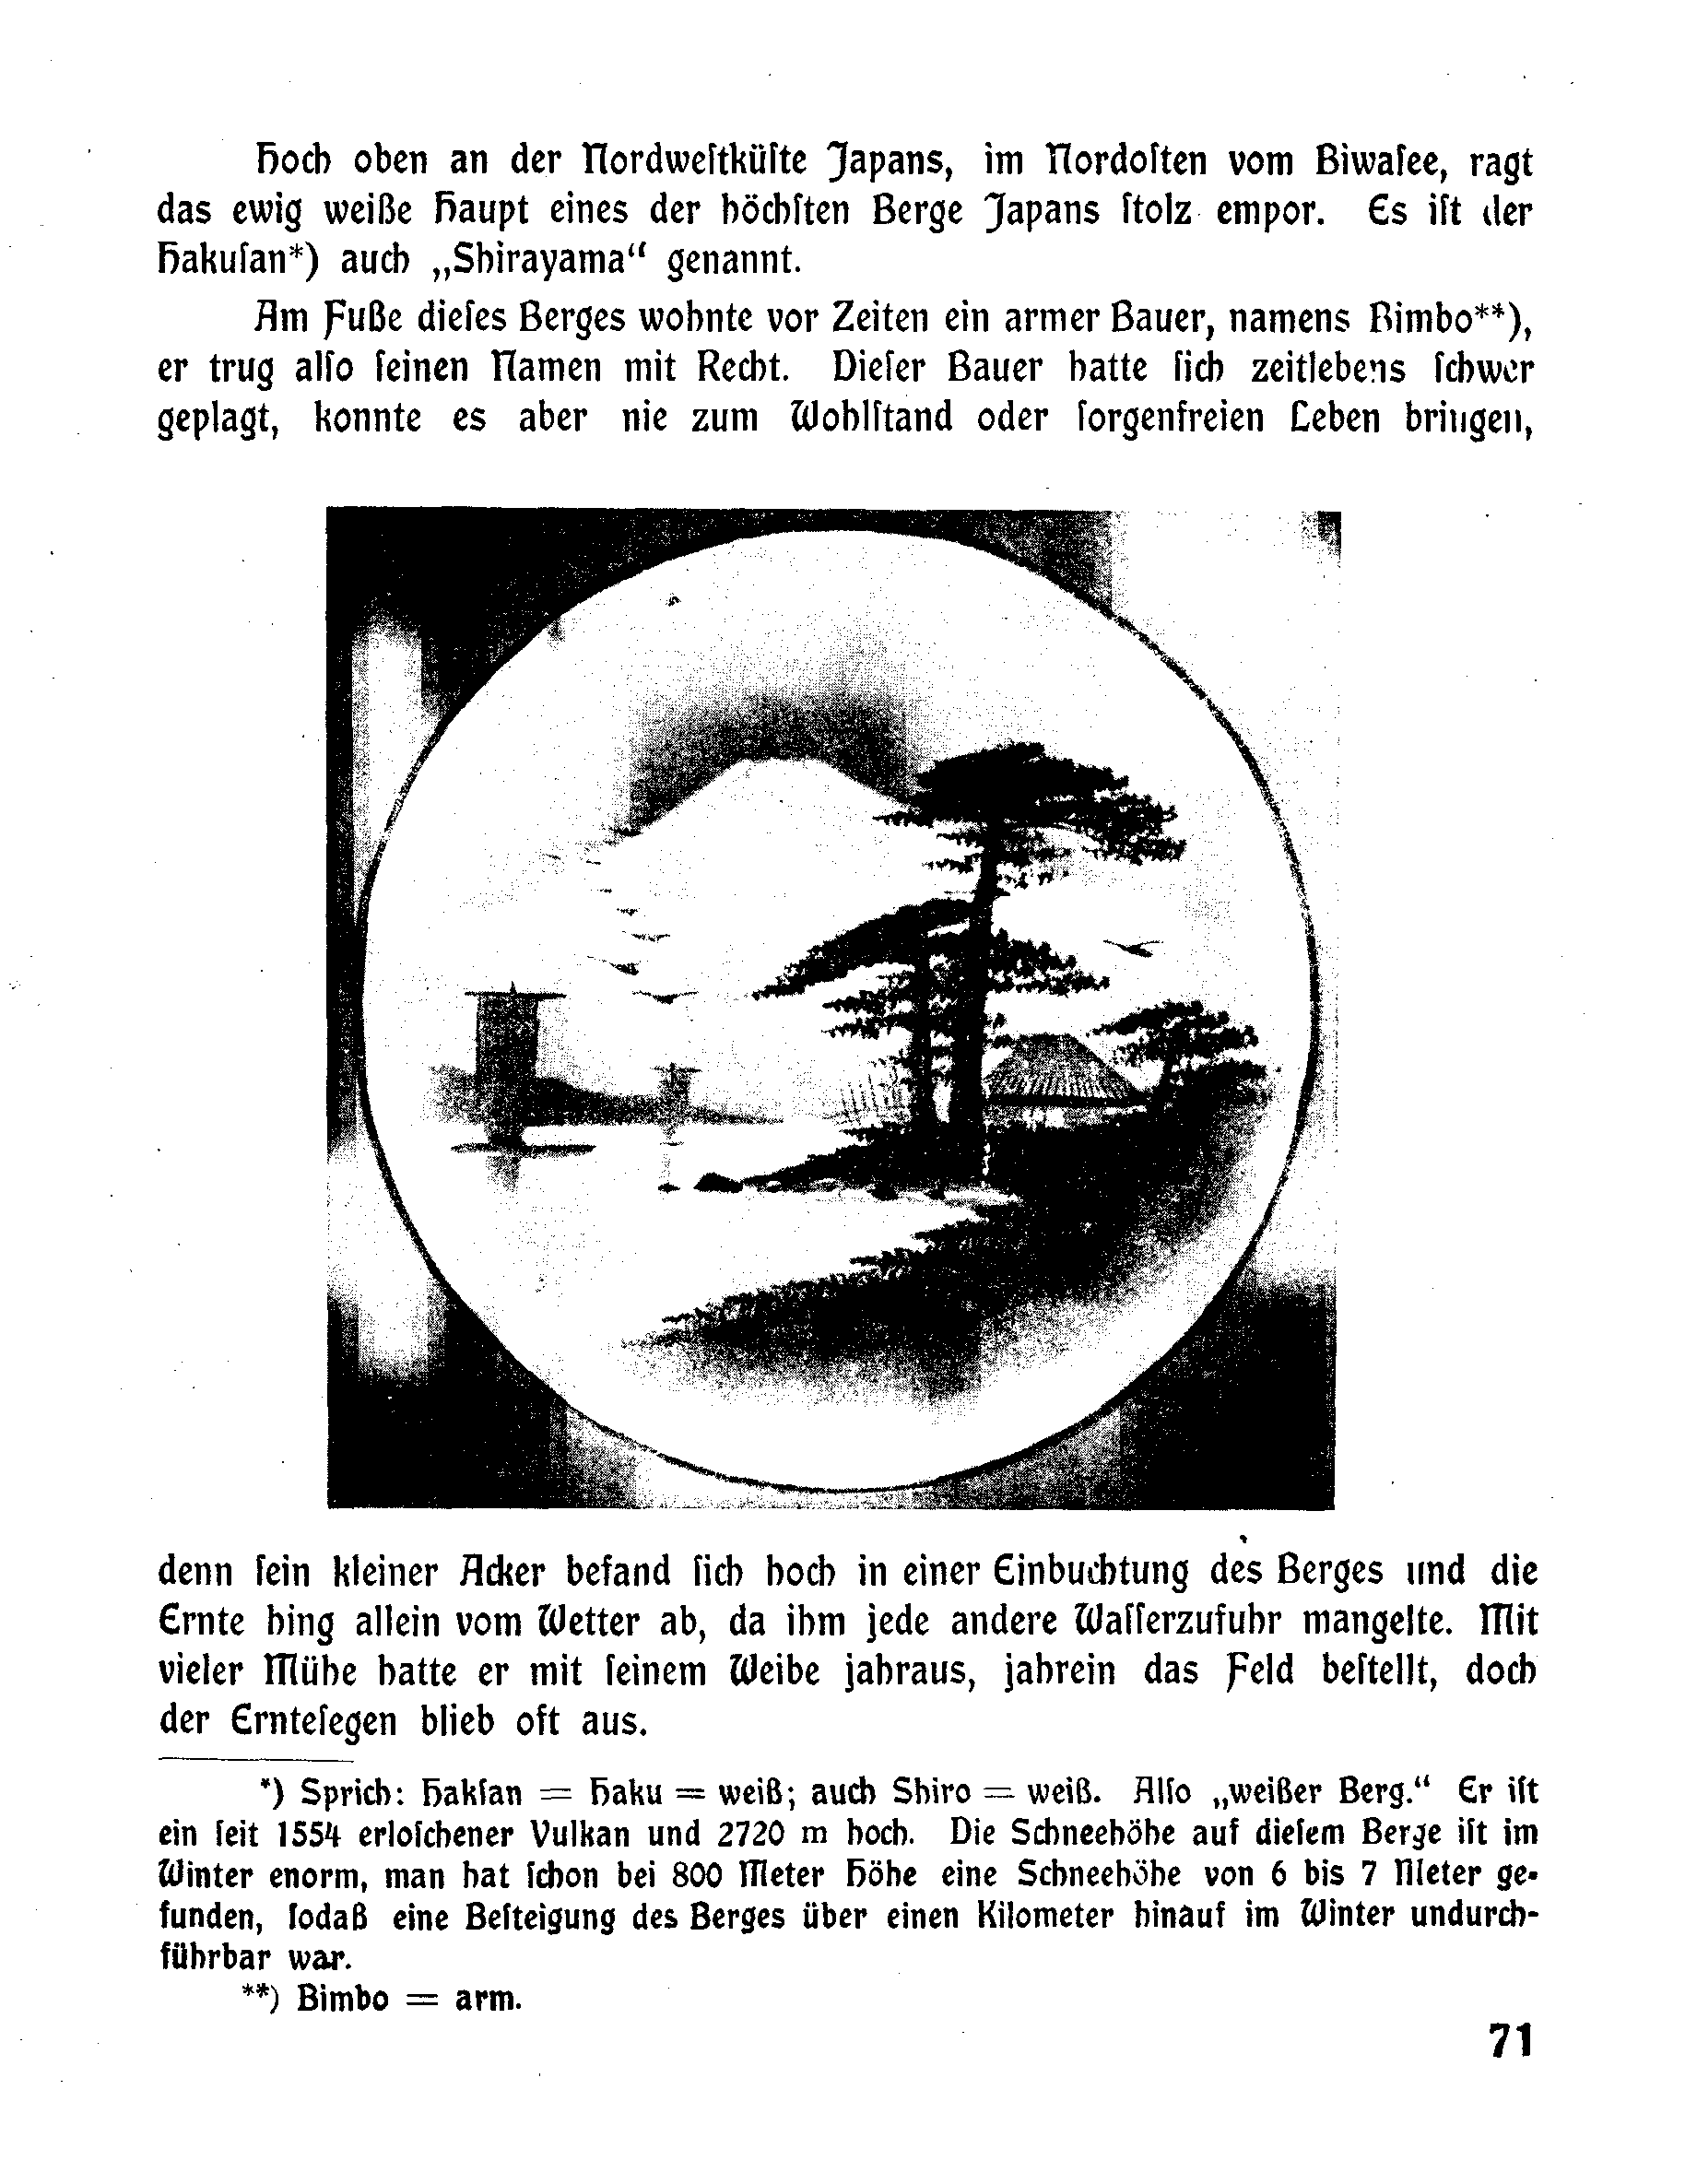 Hoch oben an der Nordweſtküſte Japans, im Nordoſten vom Biwaſee, ragt
das ewig weiße Haupt eines der höchſten Berge Japans ſtolz empor. Es iſt der
Hakuſan*) auch „Shirayama“ genannt.
Am Fuße dieſes Berges wohnte vor Zeiten ein armer Bauer, namens Bimbo**),
er trug alſo ſeinen Namen mit Recht. Dieſer Bauer hatte ſich zeitlebens ſchwer
geplagt, konnte es aber nie zum Wohlſtand oder ſorgenfreien Leben bringen,
denn ſein kleiner Acker befand ſich hoch in einer Einbuchtung des Berges und die
Ernte hing allein vom Wetter ab, da ihm jede andere Waſſerzufuhr mangelte. Mit
vieler Mühe hatte er mit ſeinem Weibe jahraus, jahrein das Feld beſtellt, doch
der Ernteſegen blieb oft aus.
*) Sprich: Hakſan = Haku = weiß; auch Shiro = weiß. Alſo „weißer Berg.“ Er iſt
ein ſeit 1554 erloſchener Vulkan und 2720 m hoch. Die Schneehöhe auf dieſem Berge iſt im
Winter enorm, man hat ſchon bei 800 Meter Höhe eine Schneehöhe von 6 bis 7 Meter ge-
funden, ſodaß eine Beſteigung des Berges über einen Kilometer hinauf im Winter undurch-
führbar war.
**) Bimbo = arm.
71